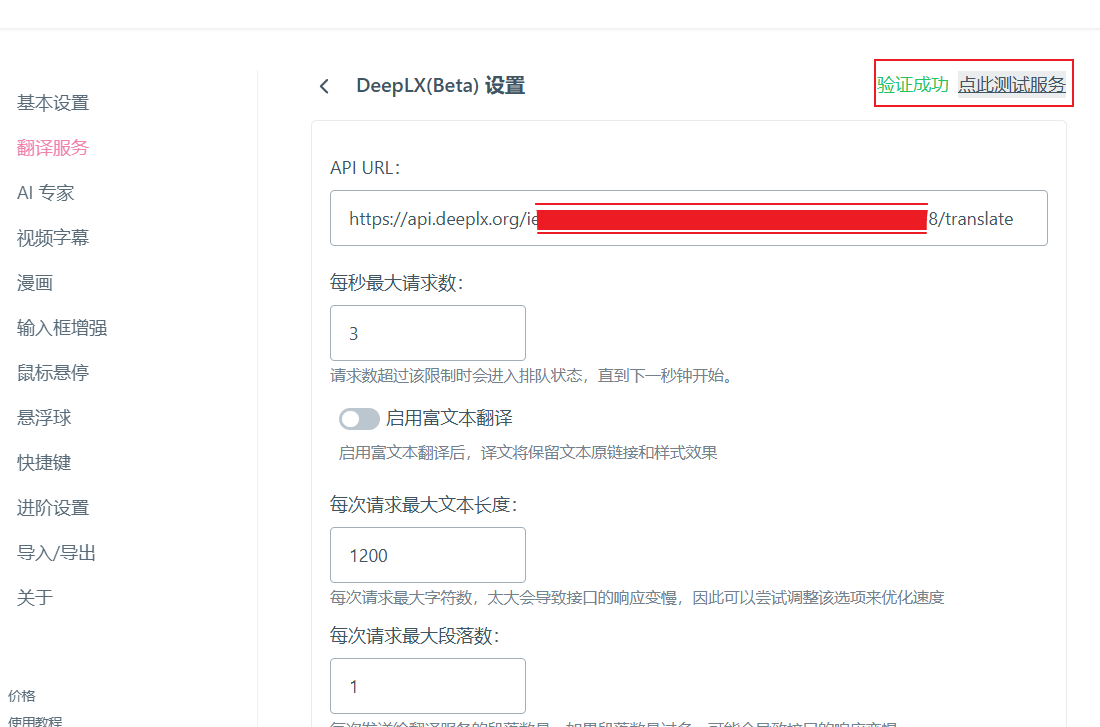 DeepLX(Beta) 设置
验证成功 点此测试服务
基本设置
翻译服务
AI 专家
视频字幕
漫画
输入框增强
鼠标悬停
悬浮球
快捷键
进阶设置
导入/导出
关于
价格
使用教程
API URL：
https://api.deeplx.org/ie 8/translate
每秒最大请求数：
3
请求数超过该限制时会进入排队状态，直到下一秒钟开始。
启用富文本翻译
启用富文本翻译后，译文将保留文本原链接和样式效果
每次请求最大文本长度：
1200
每次请求最大字符数，太大会导致接口的响应变慢，因此可以尝试调整该选项来优化速度
每次请求最大段落数：
1